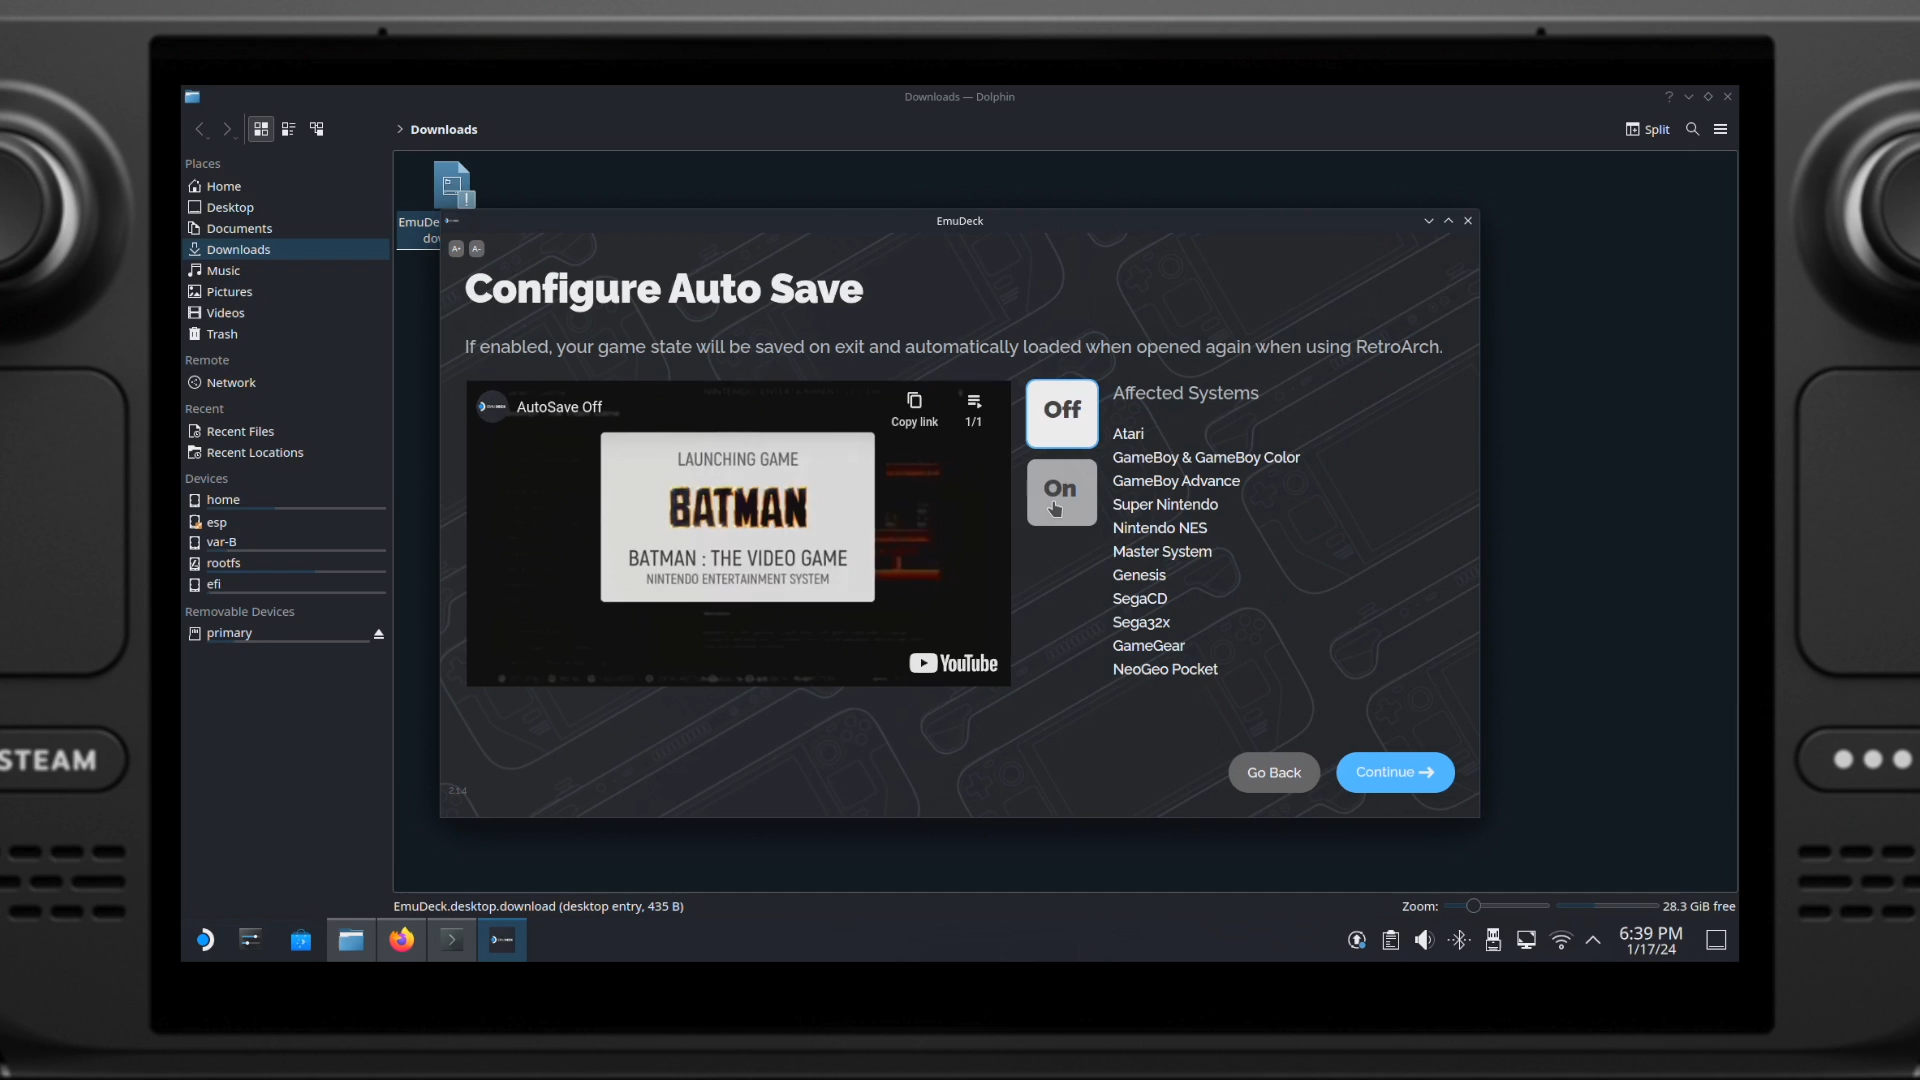 Downloads — Dolphin
Downloads
Split
Places
Home
Desktop
Documents
Downloads
Music
Pictures
Videos
Trash
Remote
Network
Recent
Recent Files
Recent Locations
Devices
home
esp
var-B
rootfs
efi
Removable Devices
primary
EmuDe
dow
EmuDeck
A+ A-
Configure Auto Save
If enabled, your game state will be saved on exit and automatically loaded when opened again when using RetroArch.
AutoSave Off
Copy link
1/1
LAUNCHING GAME
BATMAN
BATMAN : THE VIDEO GAME
NINTENDO ENTERTAINMENT SYSTEM
YouTube
Off
On
Affected Systems
Atari
GameBoy & GameBoy Color
GameBoy Advance
Super Nintendo
Nintendo NES
Master System
Genesis
SegaCD
Sega32x
GameGear
NeoGeo Pocket
Go Back
Continue
2.1.4
EmuDeck.desktop.download (desktop entry, 435 B)
Zoom:
28.3 GiB free
6:39 PM
1/17/24
STEAM